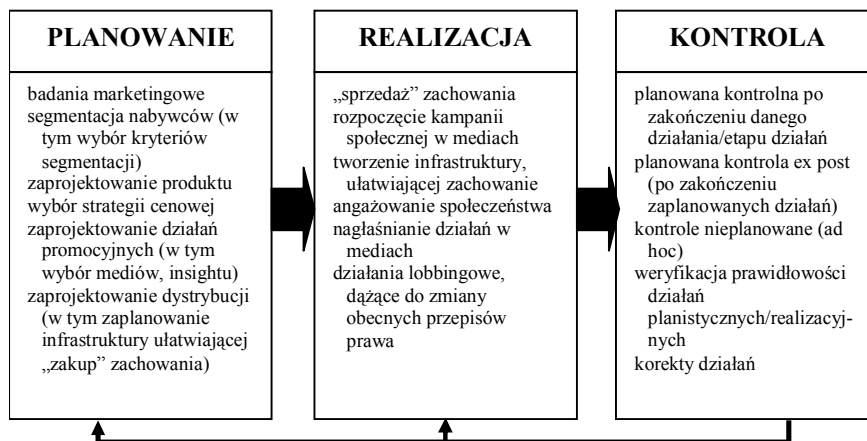 PLANOWANIE
badania marketingowe
segmentacja nabywców (w
tym wybór kryteriów
segmentacji)
zaprojektowanie produktu
wybór strategii cenowej
zaprojektowanie działań
promocyjnych (w tym
wybór mediów, insightu)
zaprojektowanie dystrybucji
(w tym zaplanowanie
infrastruktury ułatwiającej
„zakup” zachowania)
REALIZACJA
„sprzedaż” zachowania
rozpoczęcie kampanii
społecznej w mediach
tworzenie infrastruktury,
ułatwiającej zachowanie
angażowanie społeczeństwa
nagłaśnianie działań w
mediach
działania lobbingowe,
dążące do zmiany
obecnych przepisów
prawa
KONTROLA
planowana kontrolna po
zakończeniu danego
działania/etapu działań
planowana kontrola ex post
(po zakończeniu
zaplanowanych działań)
kontrole nieplanowane (ad
hoc)
weryfikacja prawidłowości
działań
planistycznych/realizacyj-
nych
korekty działań